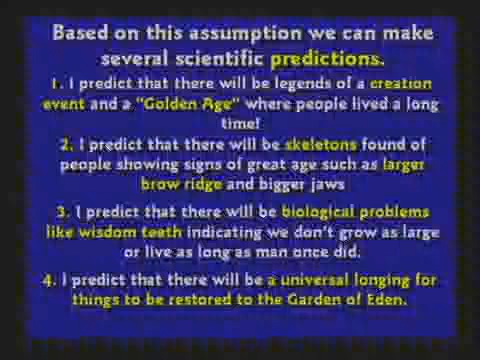 Based on this assumption we can make
several scientific predictions.
1. I predict that there will be legends of a creation
event and a "Golden Age" where people lived a long
time!
2. I predict that there will be skeletons found of
people showing signs of great age such as larger
brow ridge and bigger jaws
3. I predict that there will be biological problems
like wisdom teeth indicating we don't grow as large
or live as long as man once did.
4. I predict that there will be a universal longing for
things to be restored to the Garden of Eden.